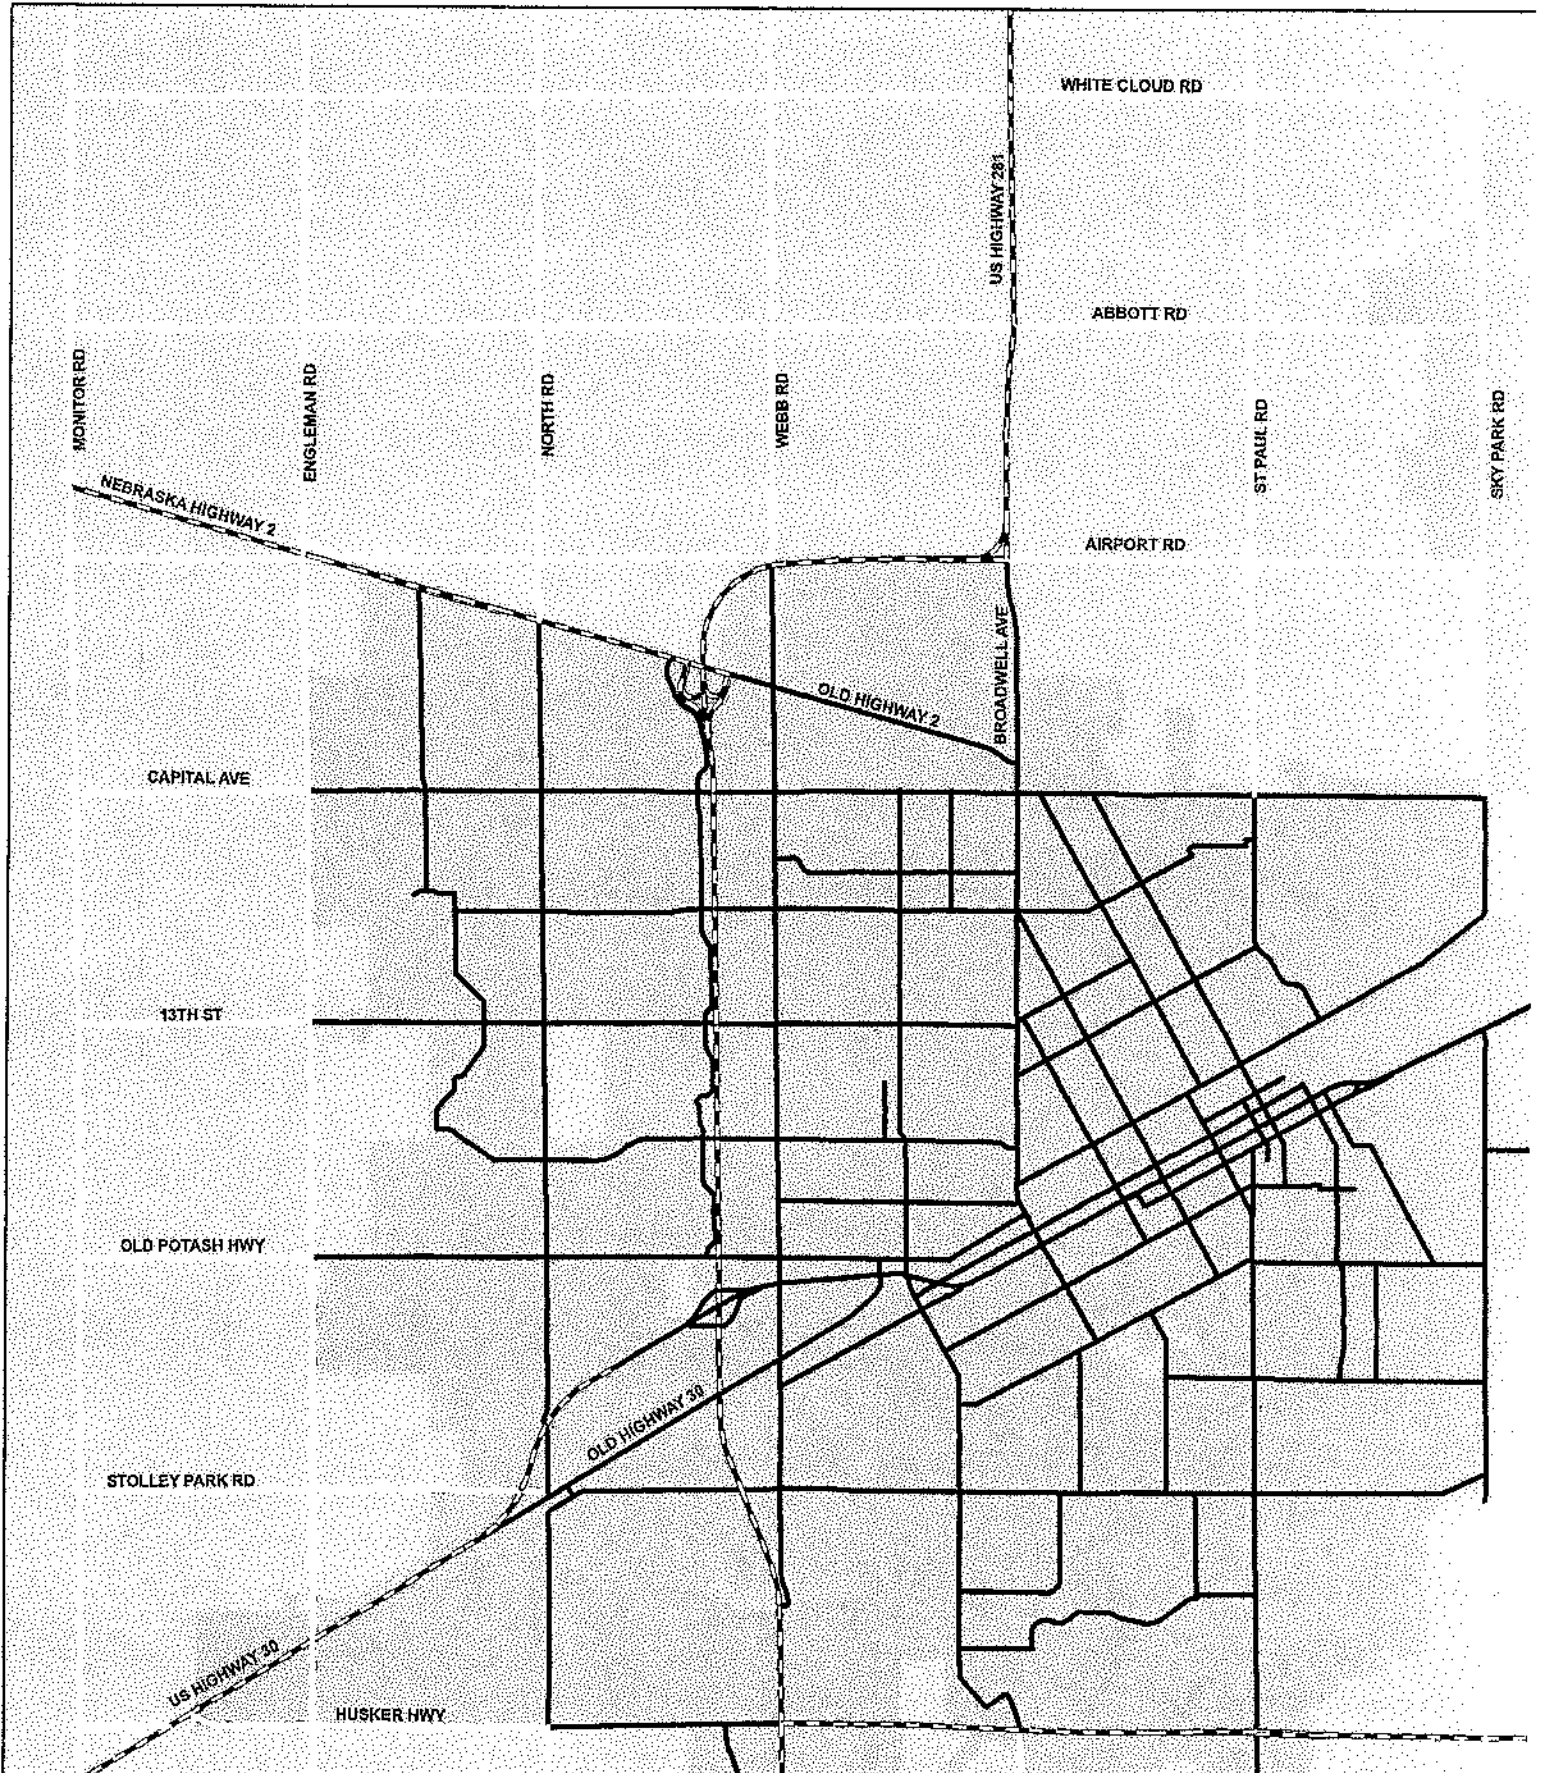 WHITE CLOUD RD
US HIGHWAY 281
ABBOTT RD
MONITOR RD
ENGLEMAN RD
NORTH RD
WEBB RD
ST PAUL RD
SKY PARK RD
NEBRASKA HIGHWAY 2
AIRPORT RD
BROADWELL AVE
OLD HIGHWAY 2
CAPITAL AVE
13TH ST
OLD POTASH HWY
OLD HIGHWAY 30
STOLLEY PARK RD
US HIGHWAY 30
HUSKER HWY